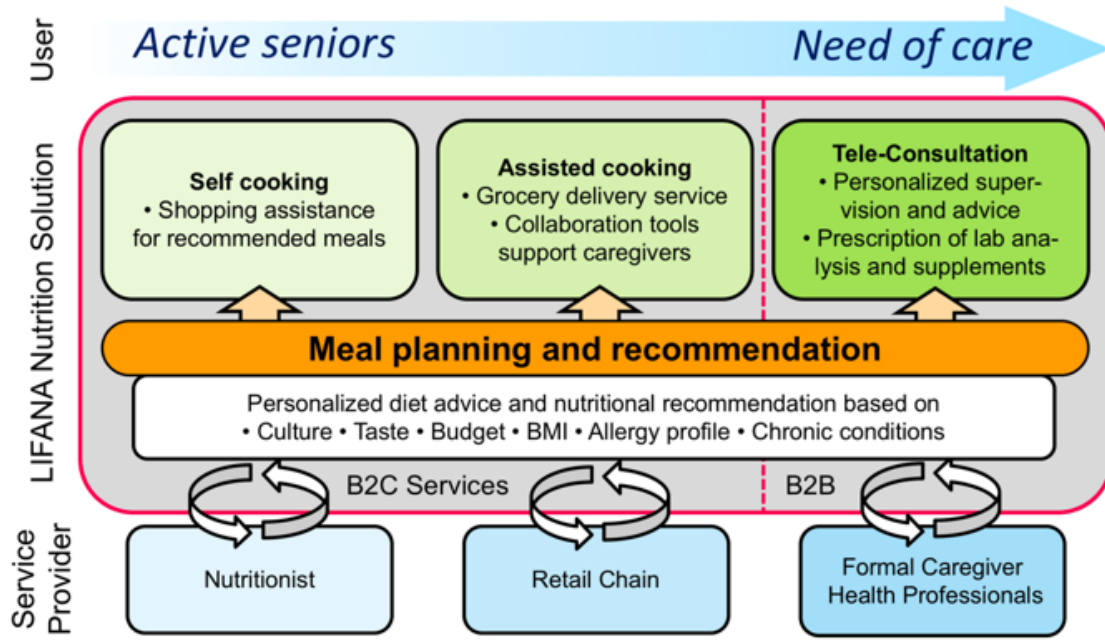 User
Active seniors
Need of care
LIFANA Nutrition Solution
Self cooking
• Shopping assistance
for recommended meals
Assisted cooking
• Grocery delivery service
• Collaboration tools
support caregivers
Tele-Consultation
• Personalized super-
vision and advice
• Prescription of lab ana-
lysis and supplements
Meal planning and recommendation
Personalized diet advice and nutritional recommendation based on
• Culture • Taste • Budget • BMI • Allergy profile • Chronic conditions
B2C Services
B2B
Service
Provider
Nutritionist
Retail Chain
Formal Caregiver
Health Professionals